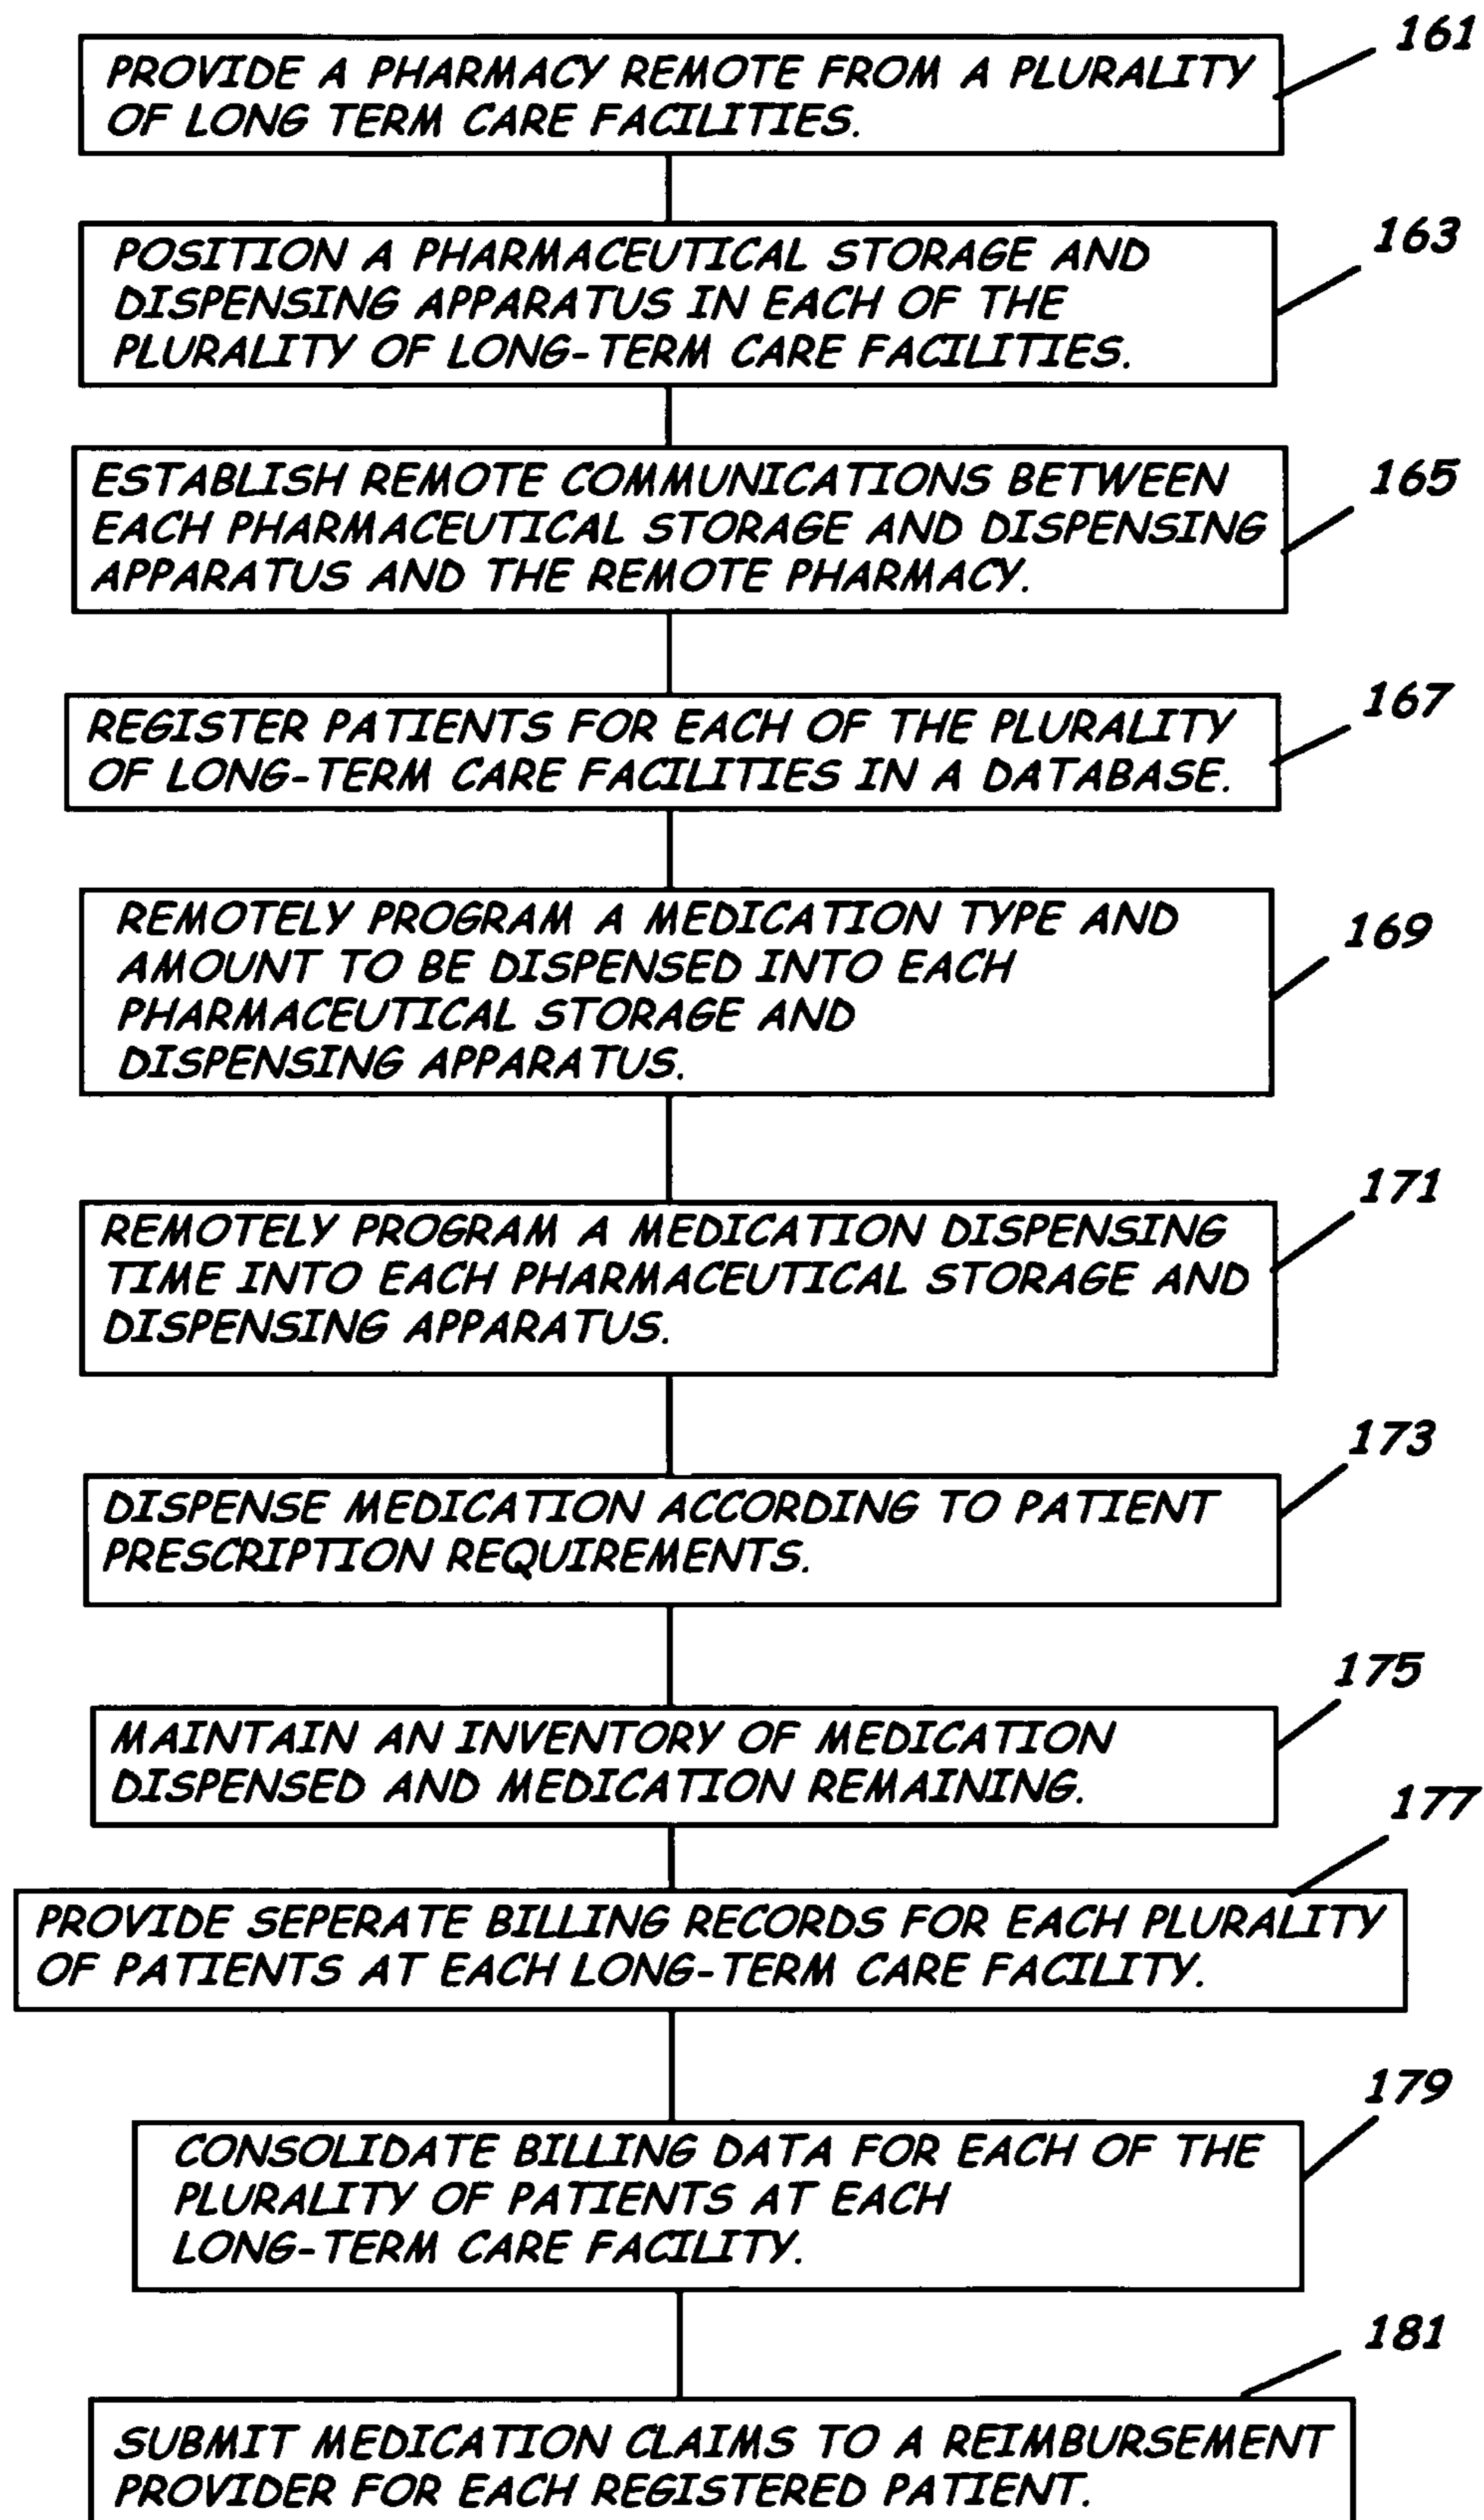 161
PROVIDE A PHARMACY REMOTE FROM A PLURALITY
OF LONG TERM CARE FACILITIES.
163
POSITION A PHARMACEUTICAL STORAGE AND
DISPENSING APPARATUS IN EACH OF THE
PLURALITY OF LONG-TERM CARE FACILITIES.
165
ESTABLISH REMOTE COMMUNICATIONS BETWEEN
EACH PHARMACEUTICAL STORAGE AND DISPENSING
APPARATUS AND THE REMOTE PHARMACY.
167
REGISTER PATIENTS FOR EACH OF THE PLURALITY
OF LONG-TERM CARE FACILITIES IN A DATABASE.
169
REMOTELY PROGRAM A MEDICATION TYPE AND
AMOUNT TO BE DISPENSED INTO EACH
PHARMACEUTICAL STORAGE AND
DISPENSING APPARATUS.
171
REMOTELY PROGRAM A MEDICATION DISPENSING
TIME INTO EACH PHARMACEUTICAL STORAGE AND
DISPENSING APPARATUS.
173
DISPENSE MEDICATION ACCORDING TO PATIENT
PRESCRIPTION REQUIREMENTS.
175
MAINTAIN AN INVENTORY OF MEDICATION
DISPENSED AND MEDICATION REMAINING.
177
PROVIDE SEPERATE BILLING RECORDS FOR EACH PLURALITY
OF PATIENTS AT EACH LONG-TERM CARE FACILITY.
179
CONSOLIDATE BILLING DATA FOR EACH OF THE
PLURALITY OF PATIENTS AT EACH
LONG-TERM CARE FACILITY.
181
SUBMIT MEDICATION CLAIMS TO A REIMBURSEMENT
PROVIDER FOR EACH REGISTERED PATIENT.